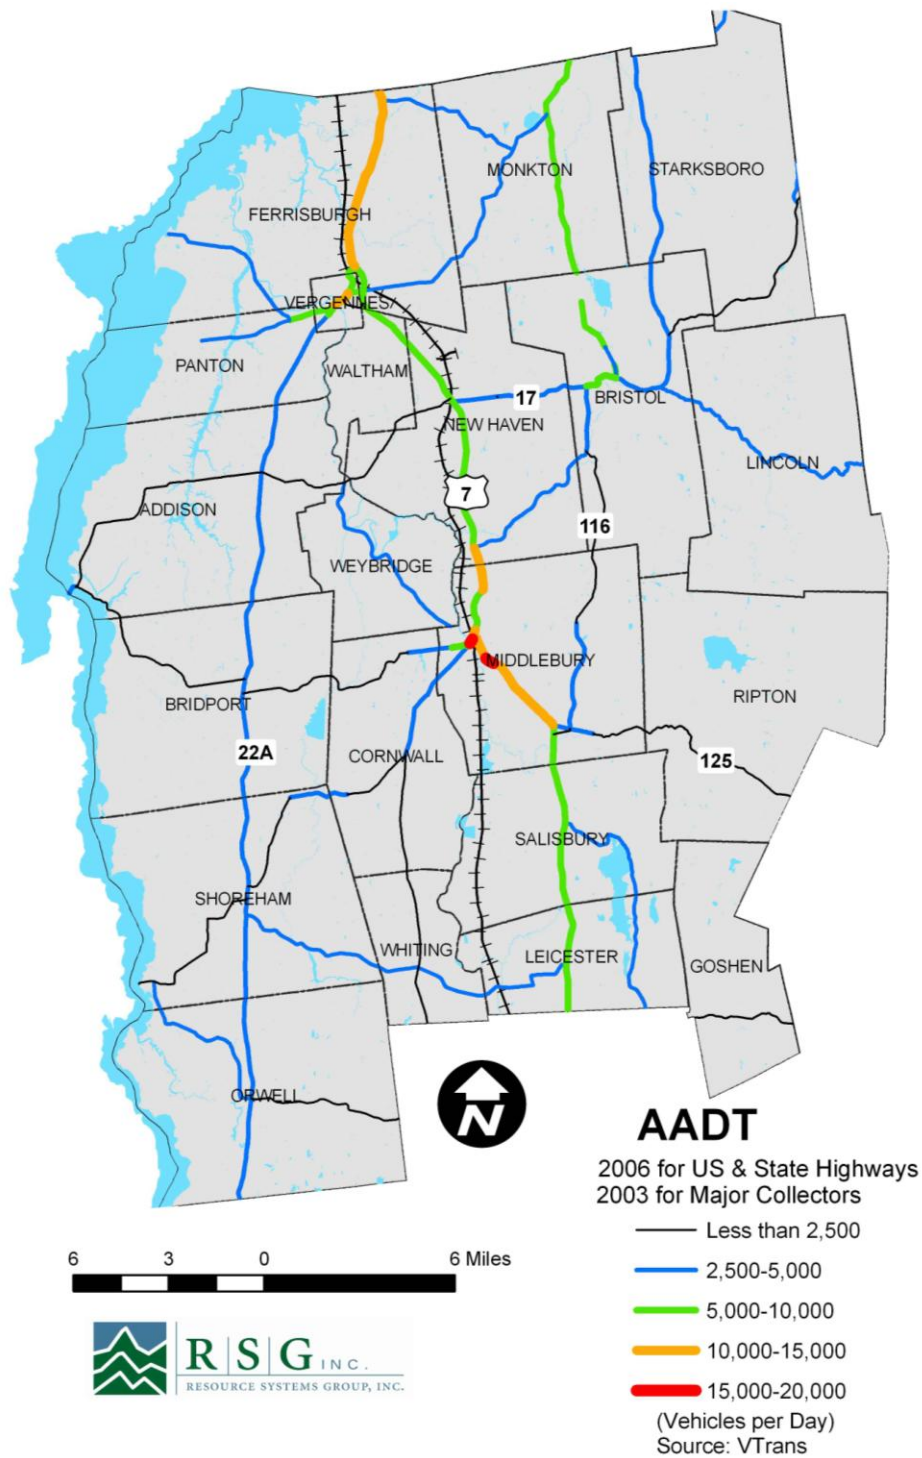 MONKTON
STARKSBORO
FERRISBURGH
VERGENNES
PANTON
WALTHAM
17
BRISTOL
NEW HAVEN
LINCOLN
7
ADDISON
116
WEYBRIDGE
MIDDLEBURY
RIPTON
BRIDPORT
22A
CORNWALL
125
SALISBURY
SHOREHAM
WHITING
LEICESTER
GOSHEN
ORWELL
N
AADT
2006 for US & State Highways
2003 for Major Collectors
Less than 2,500
2,500-5,000
5,000-10,000
10,000-15,000
15,000-20,000
(Vehicles per Day)
Source: VTrans
6 3 0 6 Miles
R|S|G INC.
RESOURCE SYSTEMS GROUP, INC.